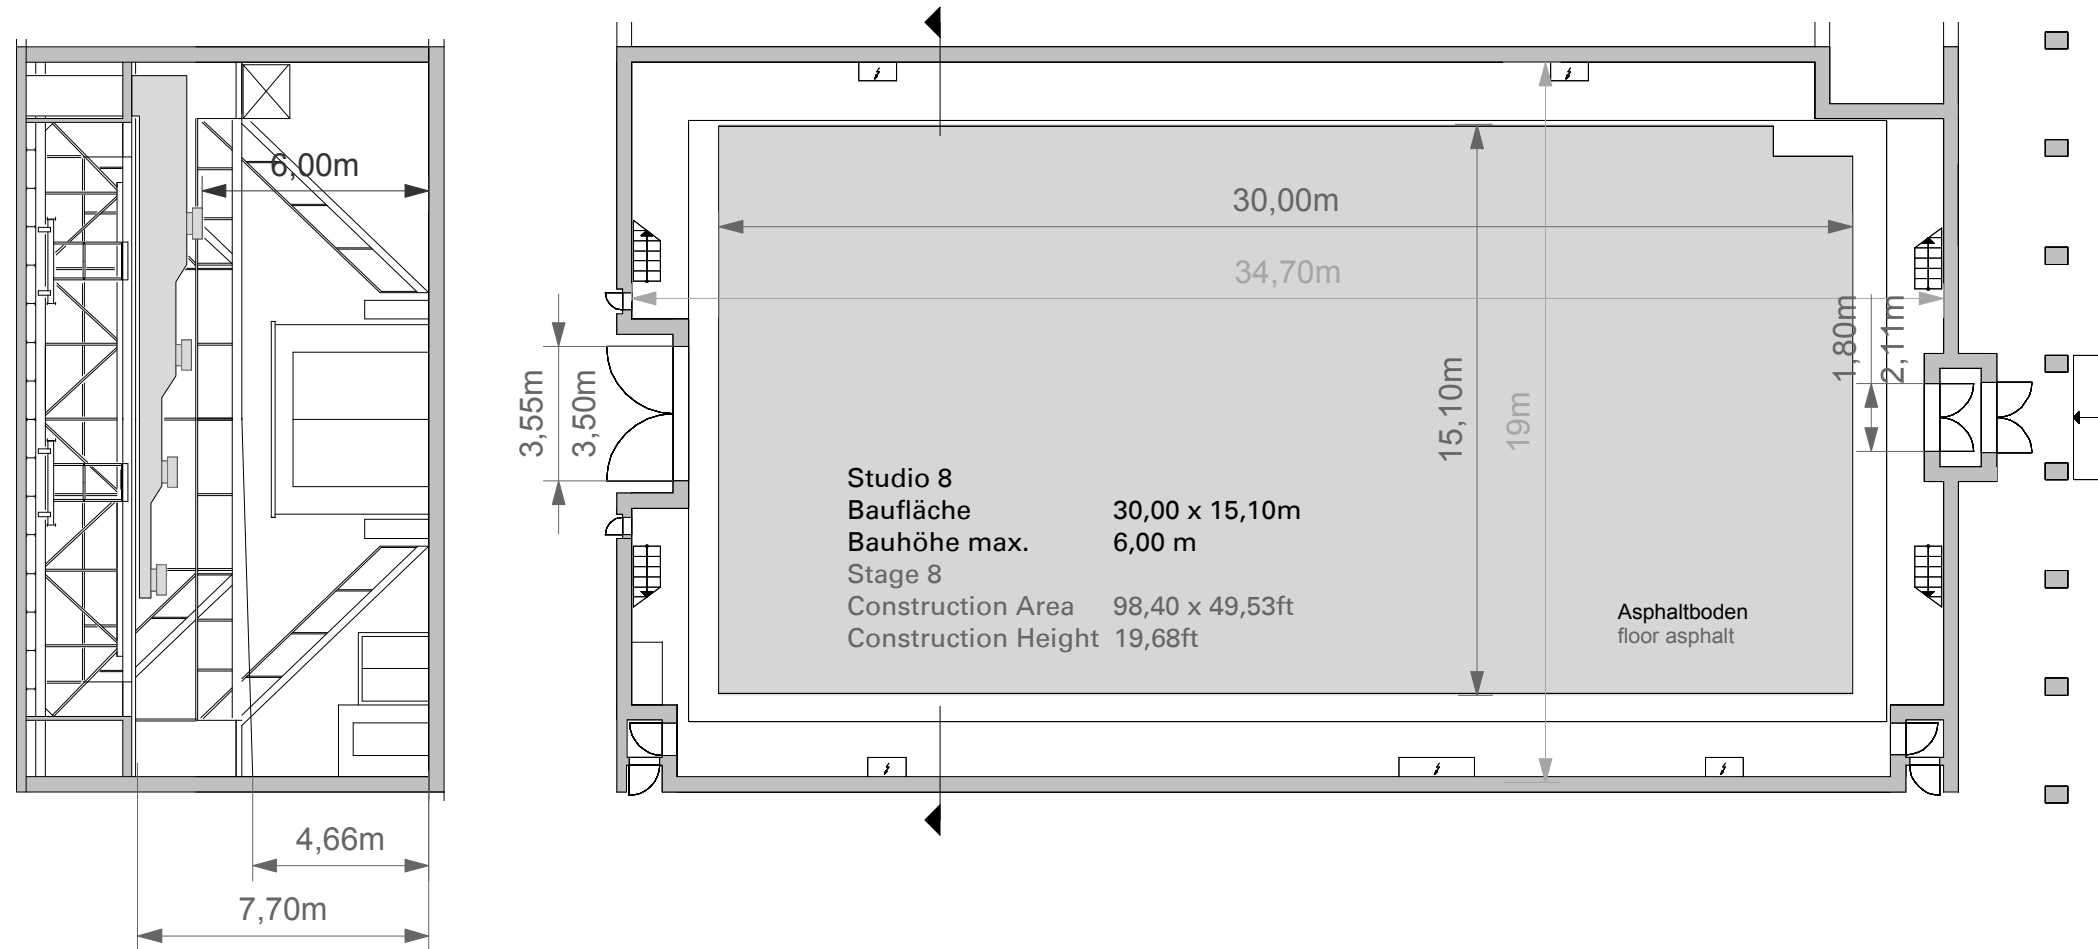 6,00m
4,66m
7,70m
3,55m
3,50m
30,00m
34,70m
15,10m
19m
1,80m
2,11m
Studio 8
Baufläche 30,00 x 15,10m
Bauhöhe max. 6,00 m
Stage 8
Construction Area 98,40 x 49,53ft
Construction Height 19,68ft
Asphaltboden
floor asphalt